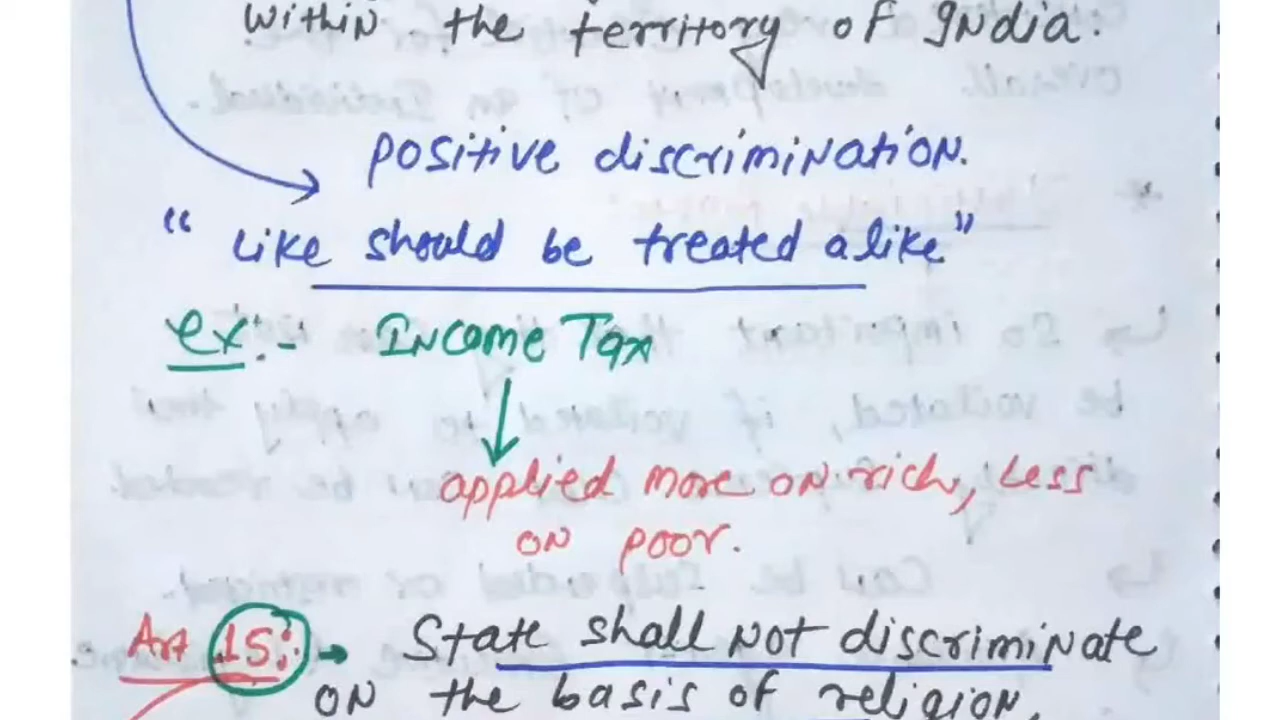 within the territory of India.
positive discrimination.
"Like should be treated alike"
ex:- Income Tax
applied more on rich, Less
on poor.
Art 15: → State shall not discriminate
on the basis of religion,